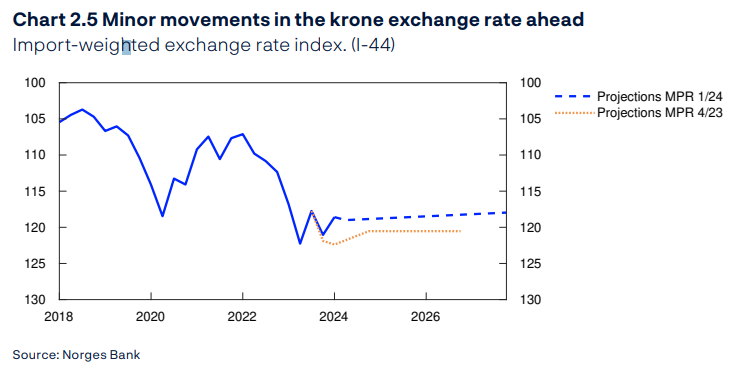 Chart 2.5 Minor movements in the krone exchange rate ahead
Import-weighted exchange rate index. (I-44)
100 100
105 105
110 110
115 115
120 120
125 125
130 130
2018 2020 2022 2024 2026
Projections MPR 1/24
Projections MPR 4/23
Source: Norges Bank